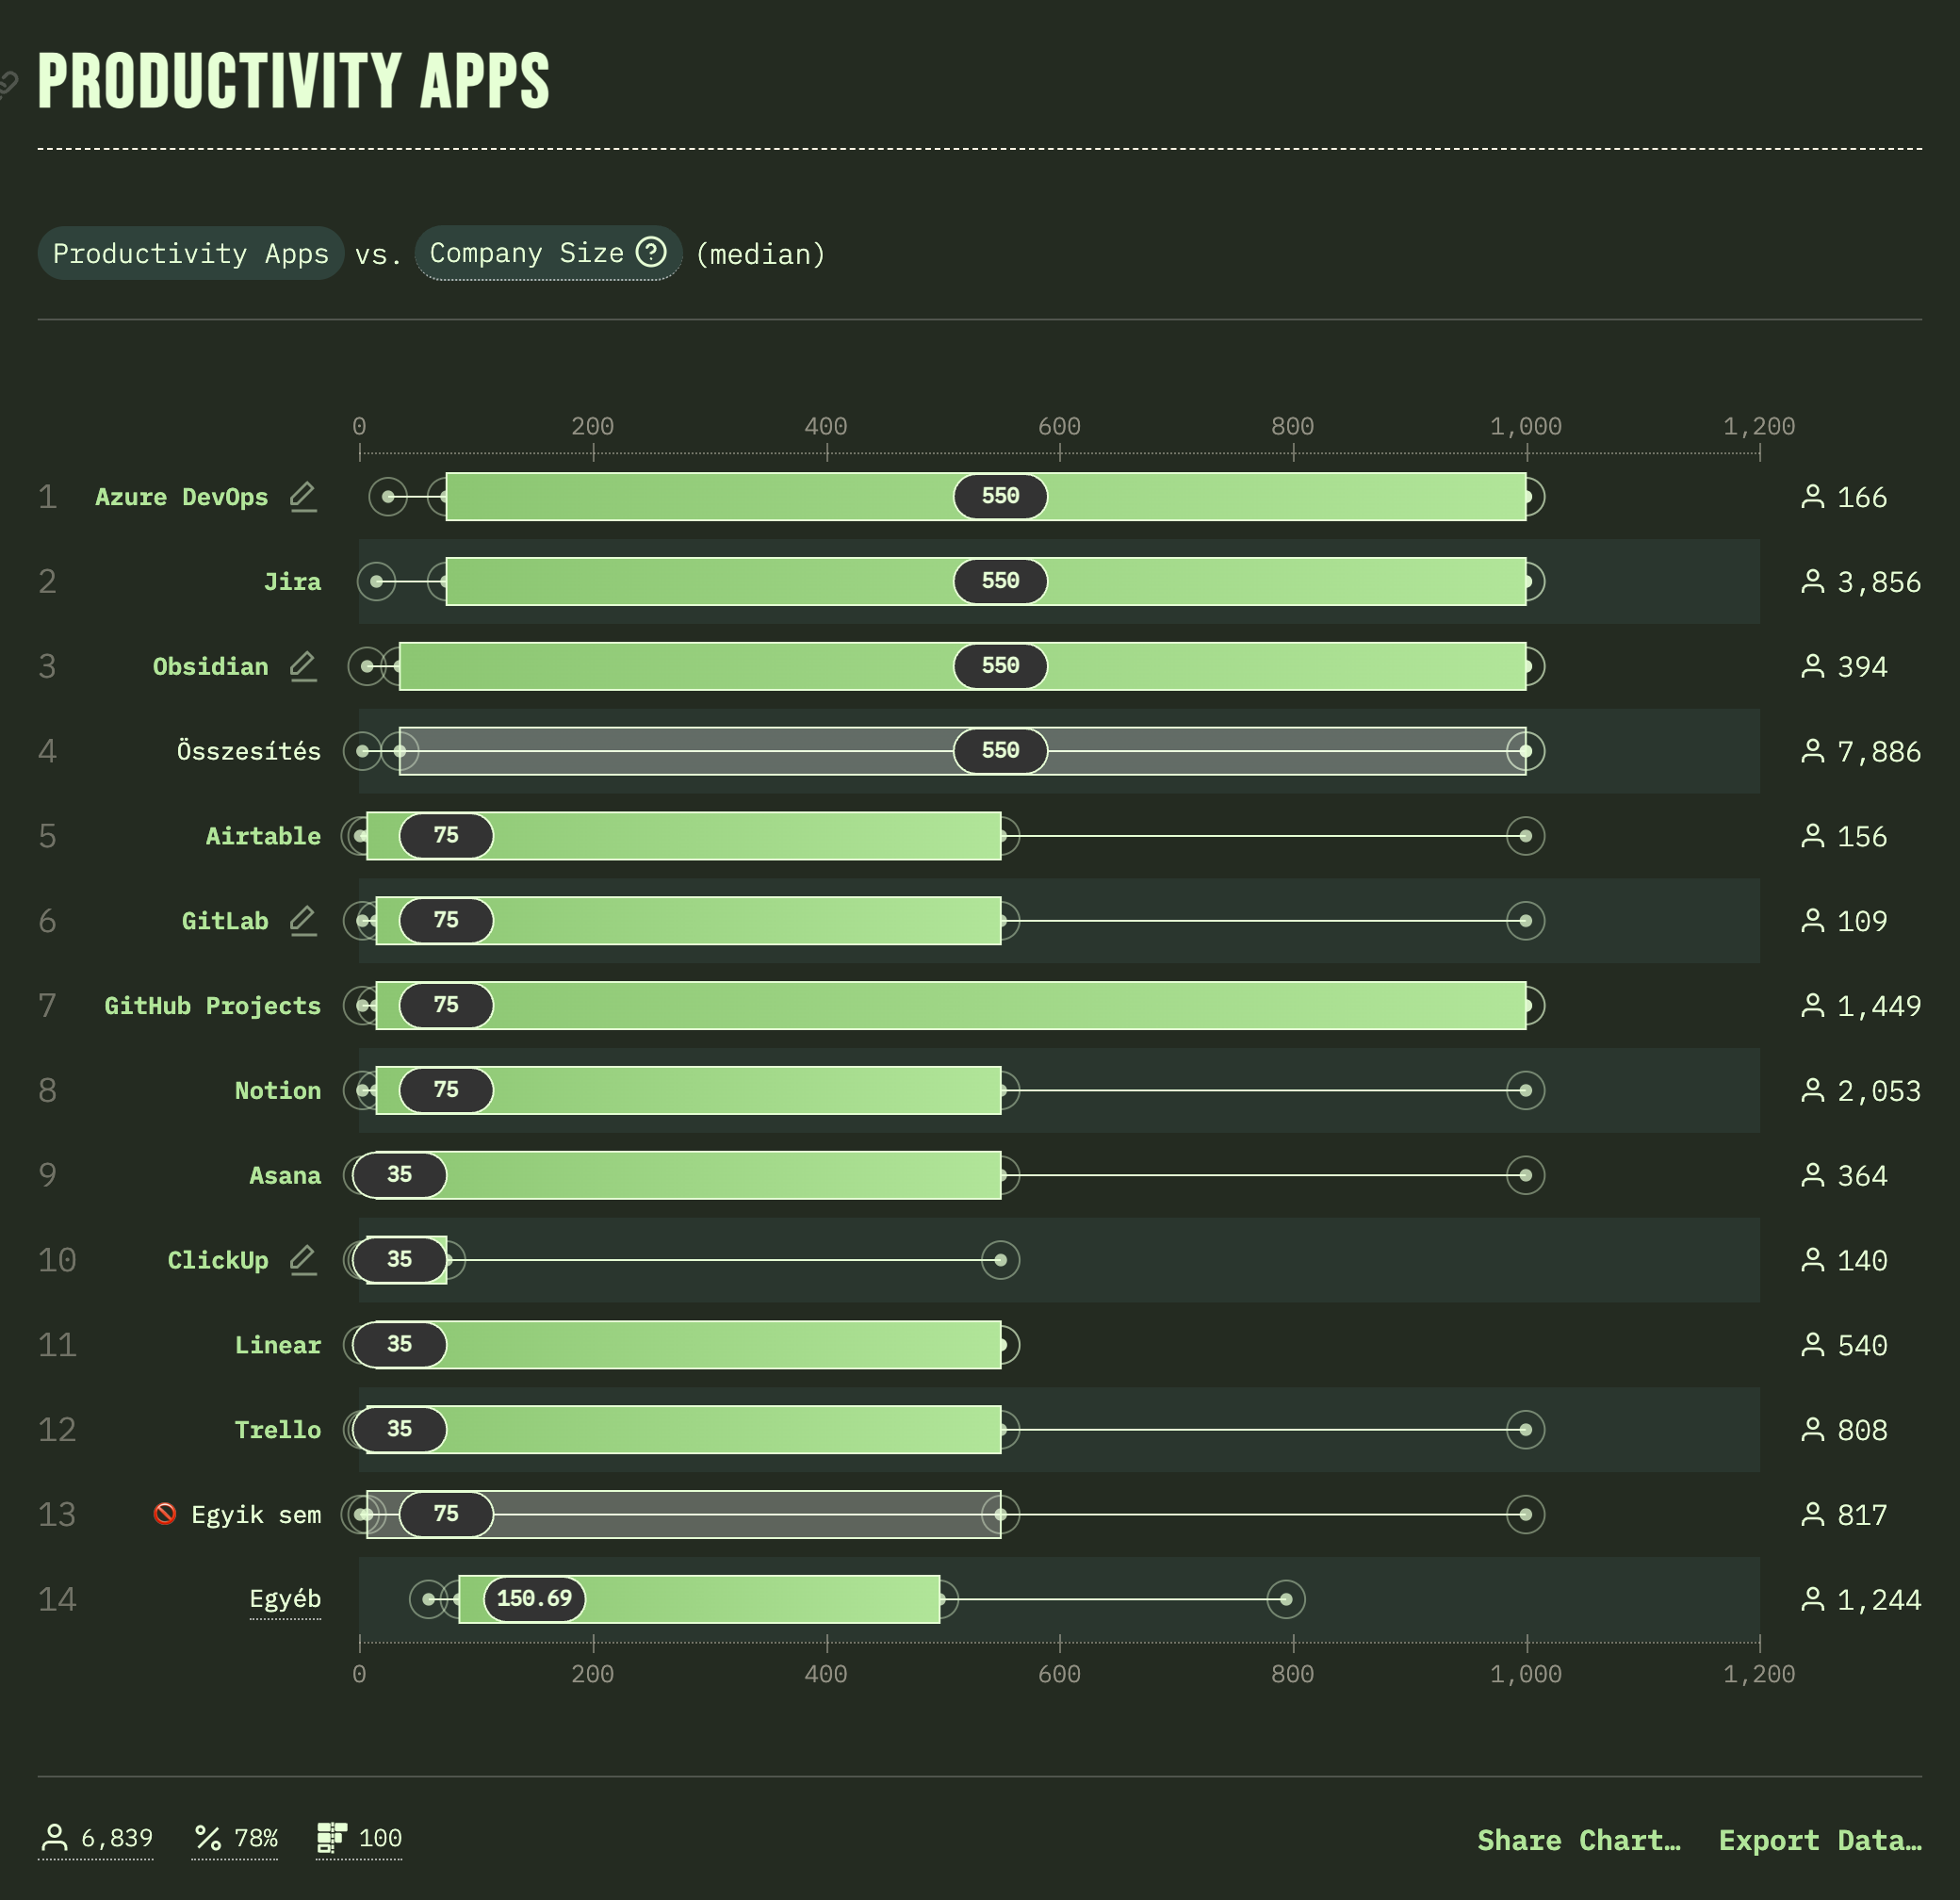 PRODUCTIVITY APPS
Productivity Apps vs. Company Size (median)
0 200 400 600 800 1,000 1,200
1 Azure DevOps 550 166
2 Jira 550 3,856
3 Obsidian 550 394
4 Összesítés 550 7,886
5 Airtable 75 156
6 GitLab 75 109
7 GitHub Projects 75 1,449
8 Notion 75 2,053
9 Asana 35 364
10 ClickUp 35 140
11 Linear 35 540
12 Trello 35 808
13 Egyik sem 75 817
14 Egyéb 150.69 1,244
0 200 400 600 800 1,000 1,200
6,839 78% 100 Share Chart… Export Data…